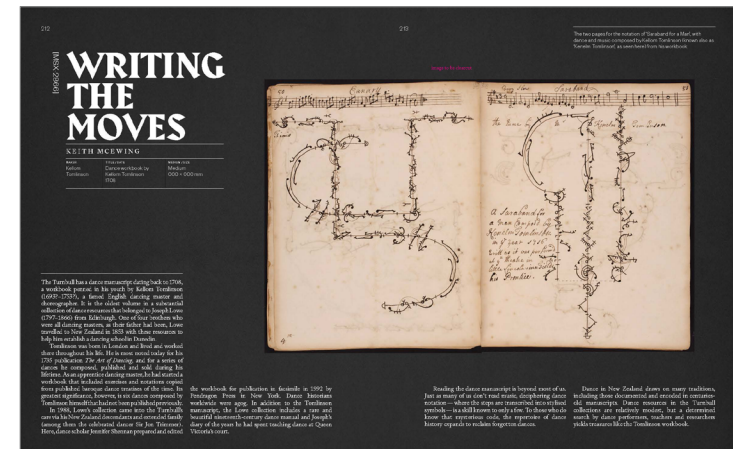 212
213
The two pages for the notation of 'Saraband for a Man', with
dance and music composed by Kellom Tomlinson (known also as
'Kenelm Tomlinson', as seen here) from his workbook
WRITING
THE
MOVES
KEITH MCEWING
Kellom
Tomlinson
Dance workbook by
Kellom Tomlinson
1708
Medium
000 × 000 mm
Saraband
The Turnbull has a dance manuscript dating back to 1708,
a workbook penned in his youth by Kellom Tomlinson
(1693?–1753?), a famed English dancing master and
choreographer. It is the oldest volume in a substantial
collection of dance resources that belonged to Joseph Lowe
(1797–1866) from Edinburgh. One of four brothers who
were all dancing masters, as their father had been, Lowe
travelled to New Zealand in 1853 with these resources to
help him establish a dancing school in Dunedin.
Tomlinson was born in London and lived and worked
there throughout his life. He is most noted today for his
1735 publication The Art of Dancing, and for a series of
dances he composed, published and sold during his
lifetime. As an apprentice dancing master, he had started a
workbook that included exercises and notations copied
from published baroque dance treatises of the time. Its
greatest significance, however, is six dances composed by
Tomlinson himself that had not been published previously.
In 1988, Lowe's collection came into the Turnbull's
care via his New Zealand descendants and extended family
(among them the celebrated dancer Sir Jon Trimmer).
Here, dance scholar Jennifer Shennan prepared and edited
the workbook for publication in facsimile in 1992 by
Pendragon Press in New York. Dance historians
worldwide were agog. In addition to the Tomlinson
manuscript, the Lowe collection includes a rare and
beautiful nineteenth-century dance manual and Joseph's
diary of the years he had spent teaching dance at Queen
Victoria's court.
Reading the dance manuscript is beyond most of us.
Just as many of us don't read music, deciphering dance
notation — where the steps are transcribed into stylised
symbols — is a skill known to only a few. To those who do
know that mysterious code, the repertoire of dance
history expands to reclaim forgotten dances.
Dance in New Zealand draws on many traditions,
including those documented and encoded in centuries-
old manuscripts. Dance resources in the Turnbull
collections are relatively modest, but a determined
search by dance performers, teachers and researchers
yields treasures like the Tomlinson workbook.